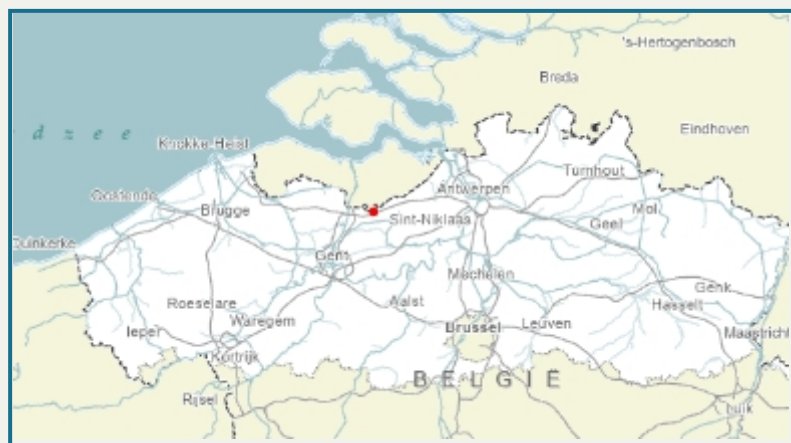 's-Hertogenbosch
Breda
d z e e
Eindhoven
Knokke-Heist
Turnhout
Oostende
Antwerpen
Brugge
Mol
Sint-Niklaas
Geel
Duinkerke
Gent
Mechelen
Genk
Roeselare
Aalst
Hasselt
Waregem
Ieper
Brussel
Leuven
Maastricht
Kortrijk
BELGIË
Rijsel
Luik